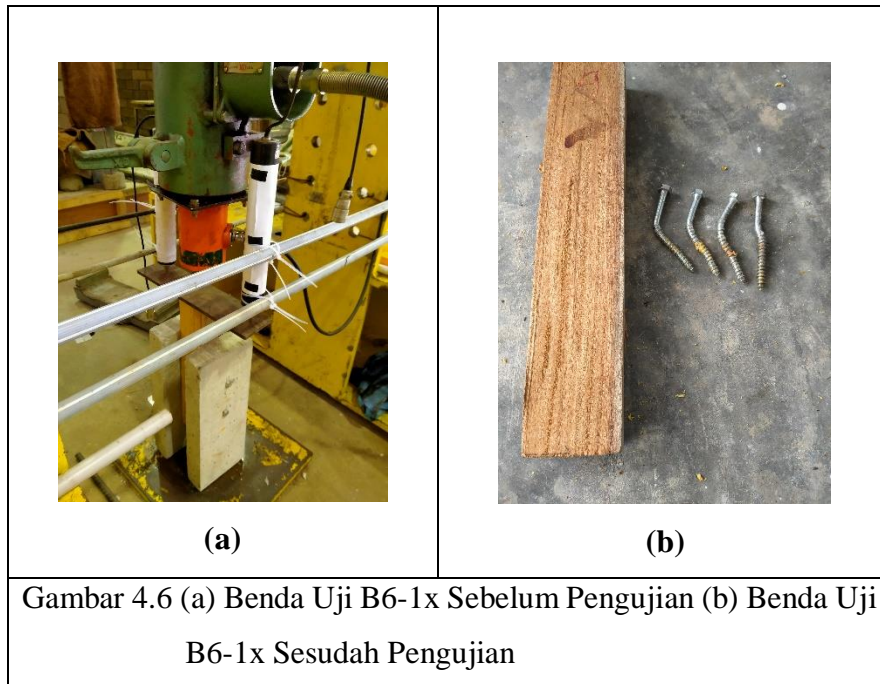 (a)
(b)
Gambar 4.6 (a) Benda Uji B6-1x Sebelum Pengujian (b) Benda Uji
B6-1x Sesudah Pengujian